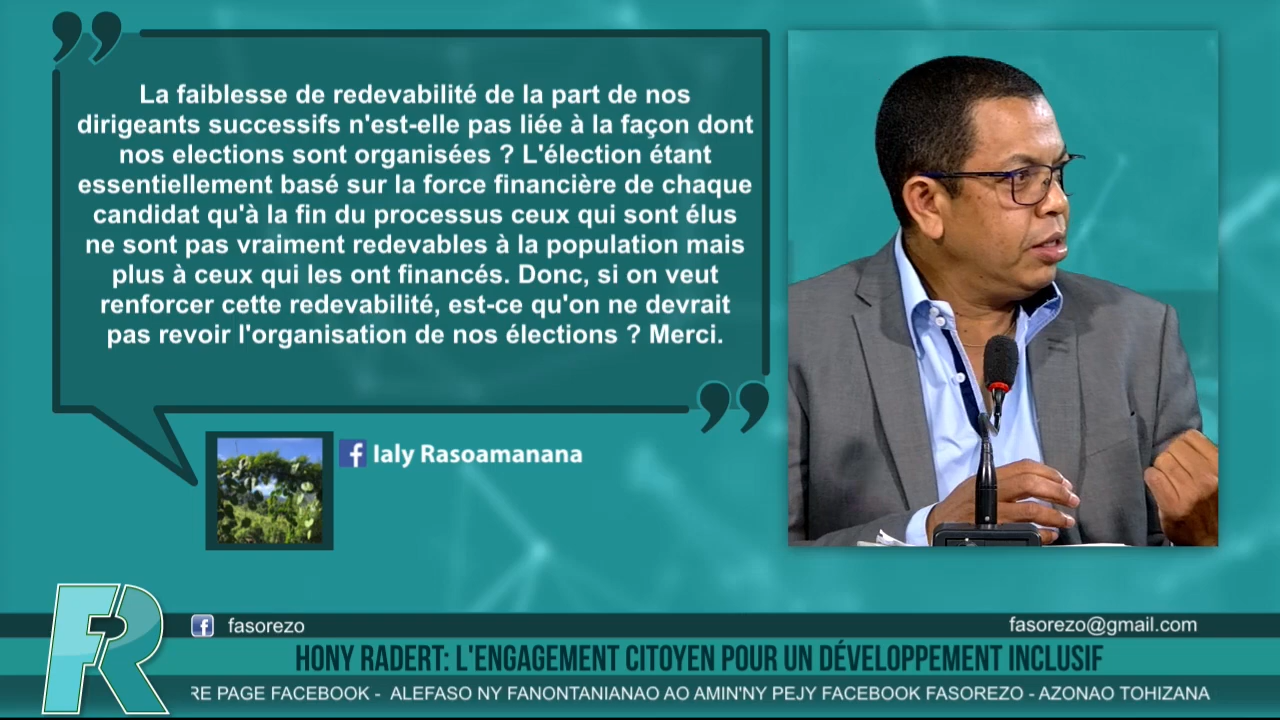 La faiblesse de redevabilité de la part de nos
dirigeants successifs n'est-elle pas liée à la façon dont
nos elections sont organisées ? L'élection étant
essentiellement basé sur la force financière de chaque
candidat qu'à la fin du processus ceux qui sont élus
ne sont pas vraiment redevables à la population mais
plus à ceux qui les ont financés. Donc, si on veut
renforcer cette redevabilité, est-ce qu'on ne devrait
pas revoir l'organisation de nos élections ? Merci.
f Ialy Rasoamanana
FR
f fasorezo
fasorezo@gmail.com
HONY RADERT: L'ENGAGEMENT CITOYEN POUR UN DÉVELOPPEMENT INCLUSIF
RE PAGE FACEBOOK - ALEFASO NY FANONTANIANAO AO AMIN'NY PEJY FACEBOOK FASOREZO - AZONAO TOHIZANA